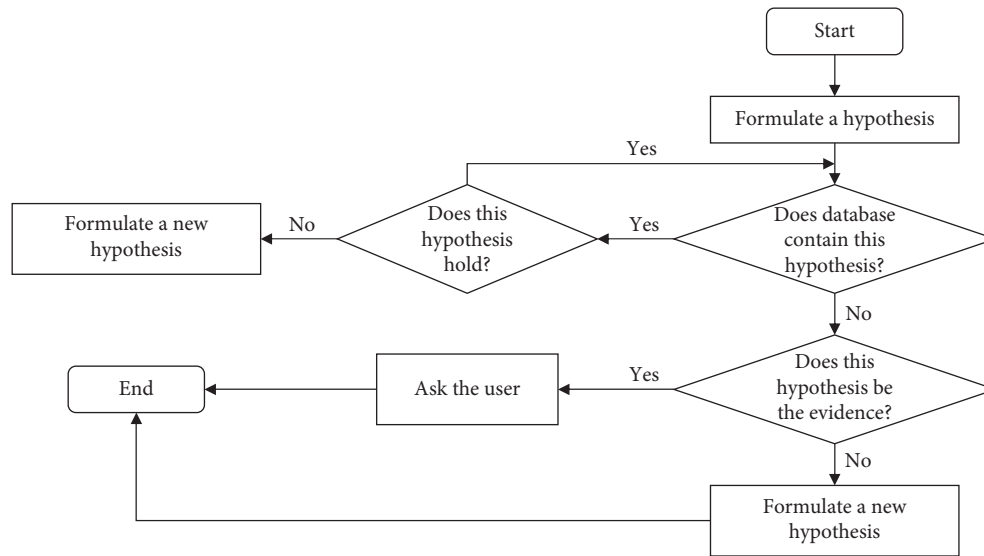 Start
Formulate a hypothesis
Yes
Does database
contain this
hypothesis?
Yes
Does this
hypothesis
hold?
No
Formulate a new
hypothesis
No
Does this
hypothesis be
the evidence?
Yes
Ask the user
End
No
Formulate a new
hypothesis